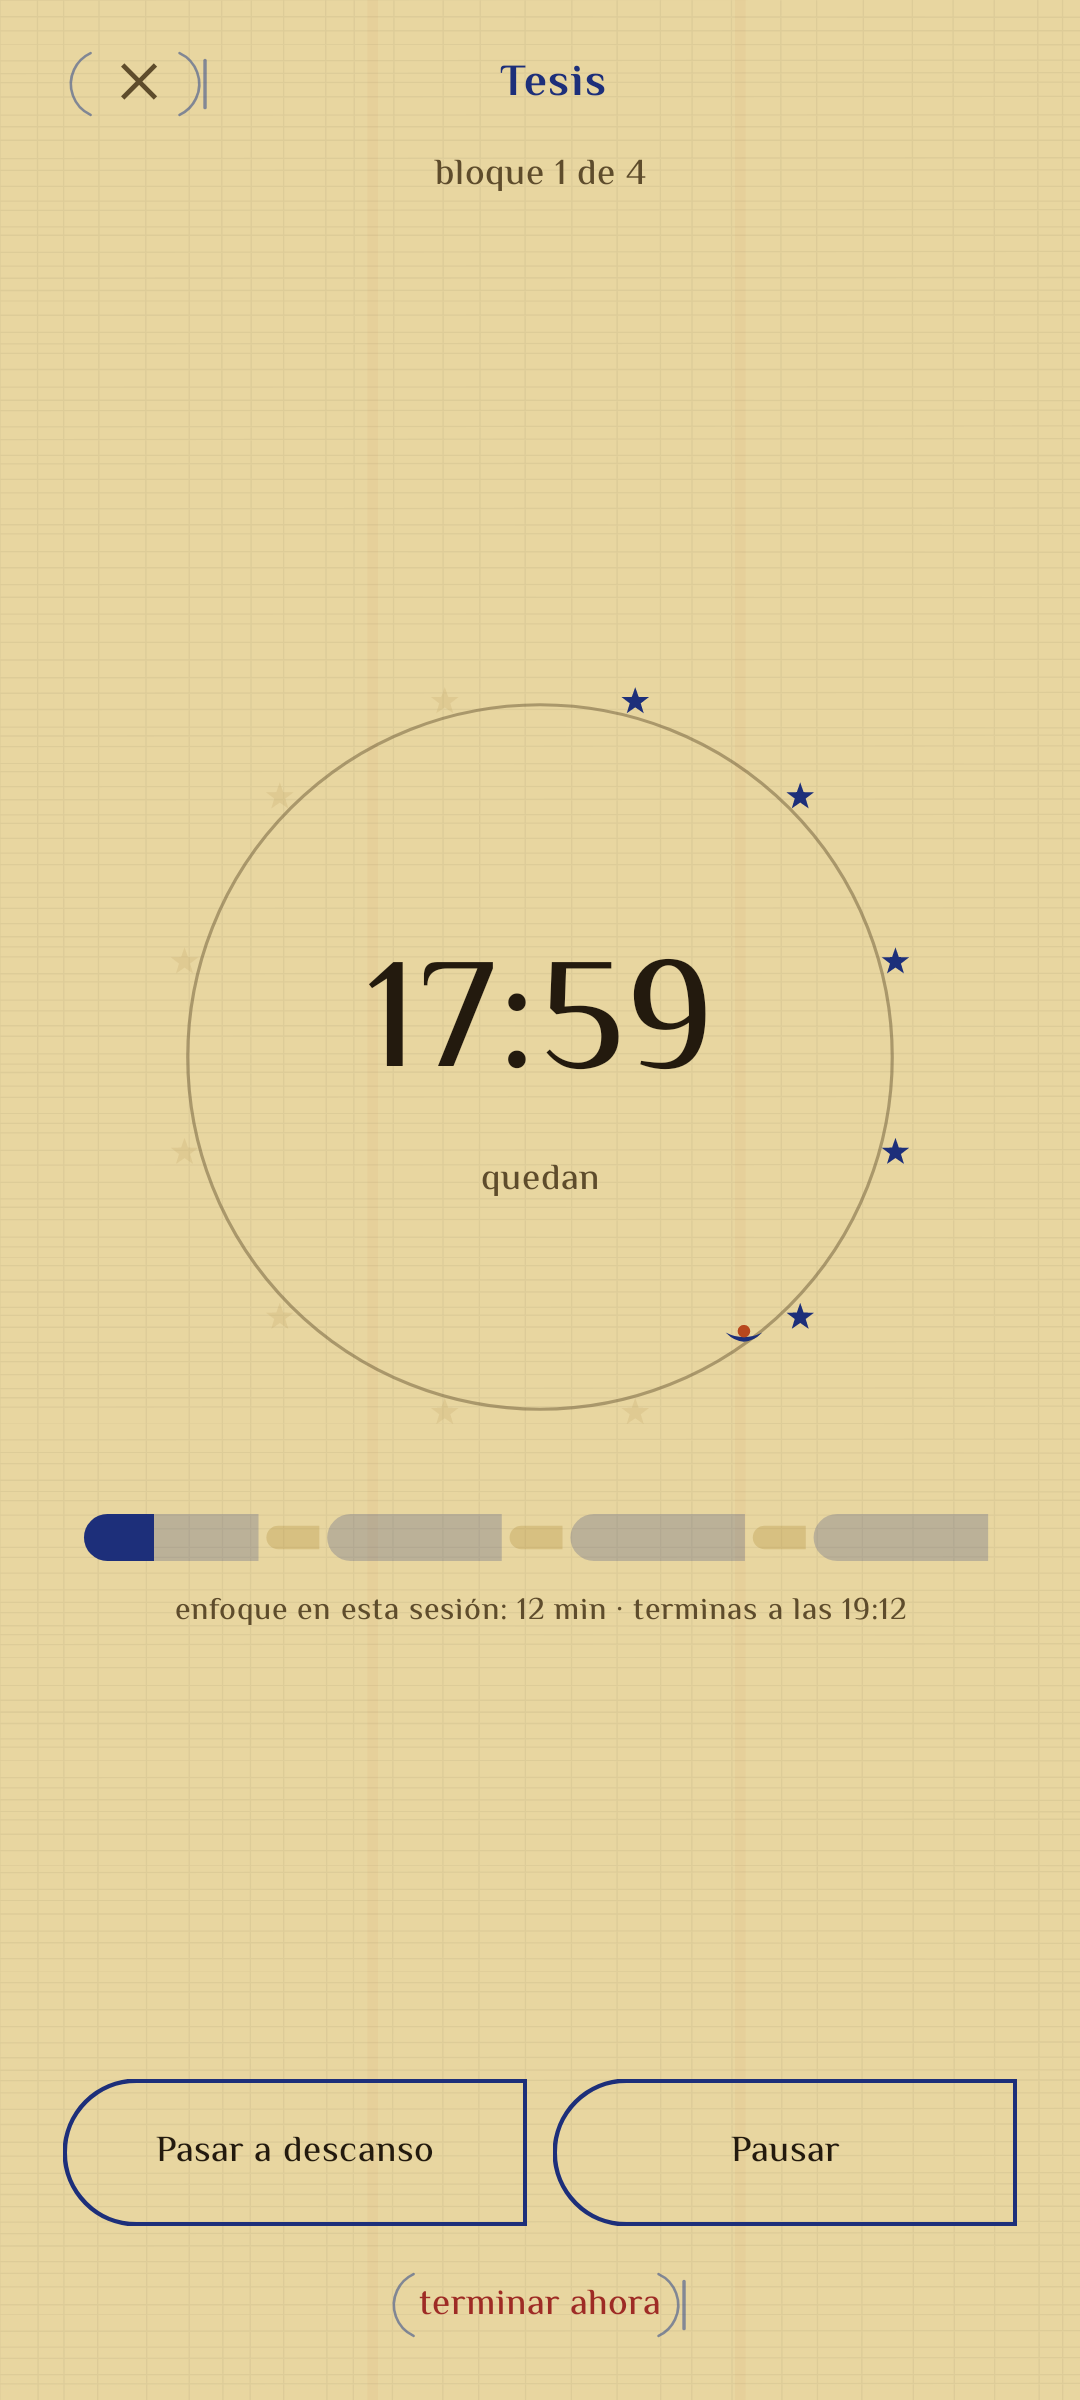 Tesis
bloque 1 de 4
17:59
quedan
enfoque en esta sesión: 12 min · terminas a las 19:12
Pasar a descanso
Pausar
terminar ahora